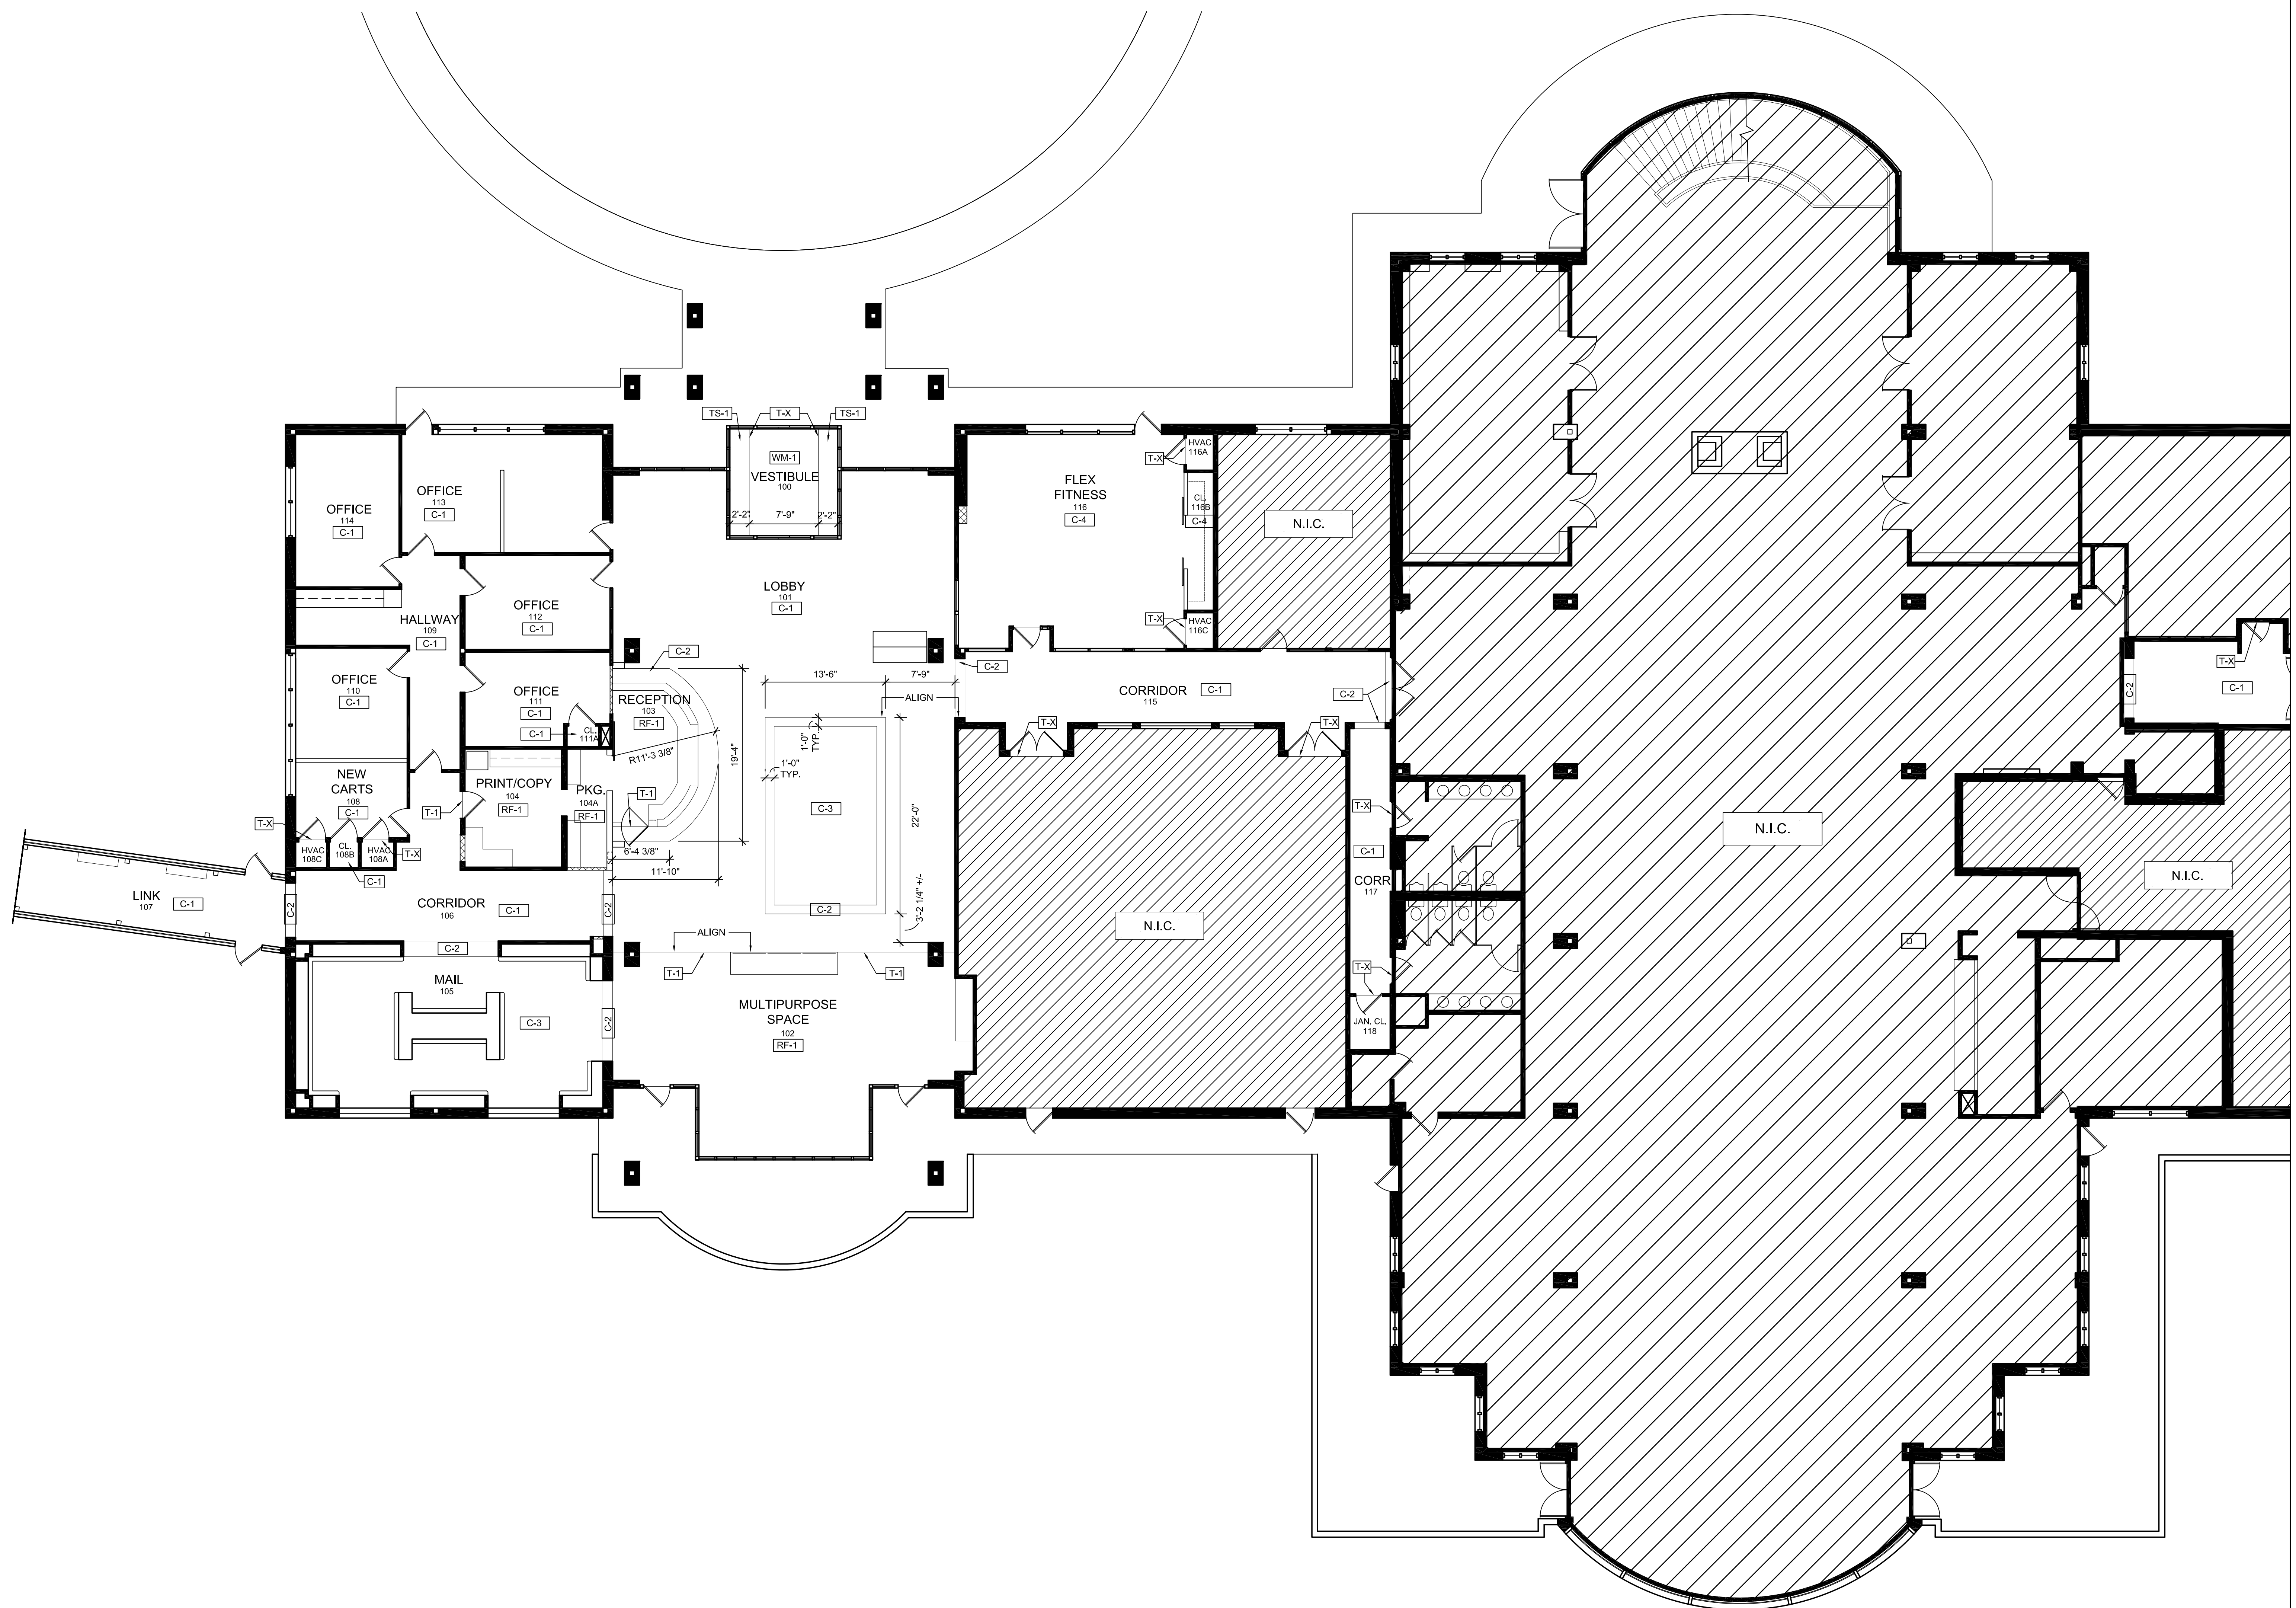 TS-1
T-X
TS-1
WM-1
VESTIBULE
100
2'-2"
7'-9"
2'-2"
OFFICE
114
C-1
OFFICE
113
C-1
OFFICE
112
C-1
HALLWAY
109
C-1
OFFICE
110
C-1
OFFICE
111
C-1
C-1
CL.
111A
NEW
CARTS
108
C-1
T-X
HVAC
108C
CL.
108B
HVAC
108A
T-X
C-1
T-1
PRINT/COPY
104
RF-1
PKG.
104A
RF-1
C-2
RECEPTION
103
RF-1
R11'-3 3/8"
T-1
19'-4"
6'-4 3/8"
11'-10"
LOBBY
101
C-1
13'-6"
7'-9"
ALIGN
1'-0"
TYP.
1'-0"
TYP.
C-3
22'-0"
C-2
3'-2 1/4" +/-
LINK
107
C-1
C-2
CORRIDOR
106
C-1
C-2
C-2
MAIL
105
C-3
C-2
ALIGN
T-1
T-1
MULTIPURPOSE
SPACE
102
RF-1
FLEX
FITNESS
116
C-4
T-X
HVAC
116A
CL.
116B
C-4
T-X
HVAC
116C
N.I.C.
C-2
CORRIDOR
115
C-1
C-2
T-X
T-X
N.I.C.
T-X
C-1
CORR
117
T-X
JAN. CL.
118
N.I.C.
N.I.C.
T-X
C-1
C-2